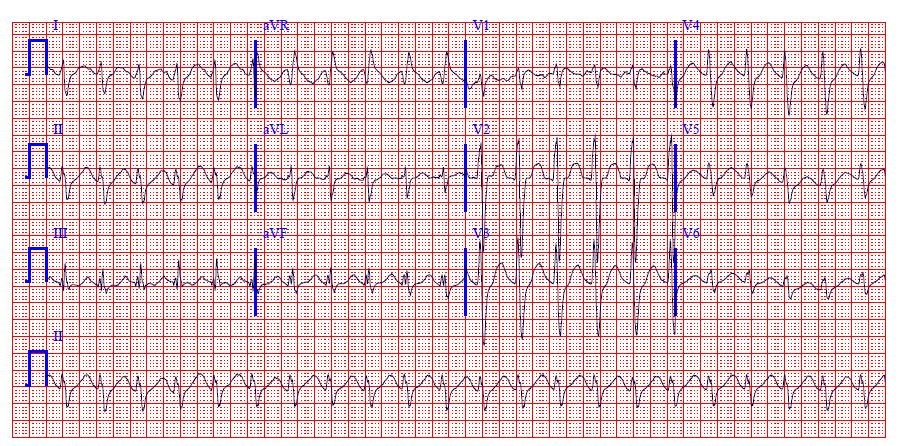 I aVR V1 V4
II aVL V2 V5
III aVF V3 V6
II